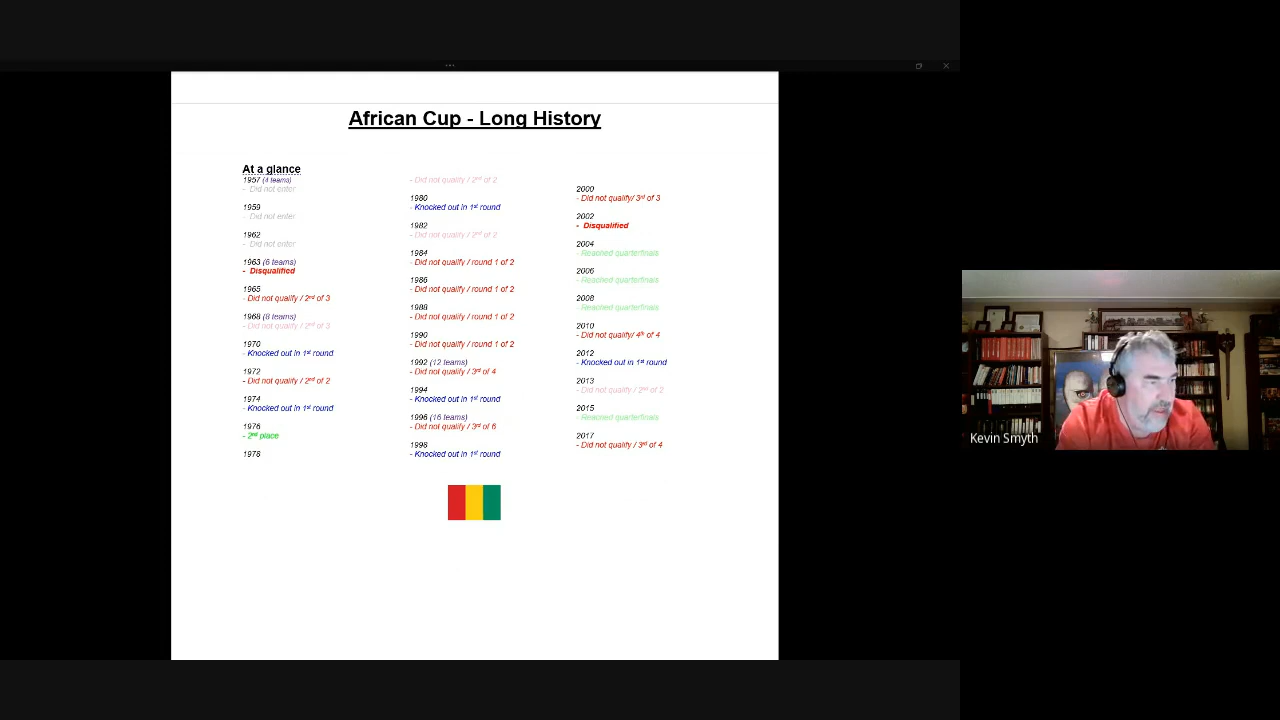 African Cup - Long History
At a glance
1957 (4 teams)
- Did not enter
1959
- Did not enter
1962
- Did not enter
1963 (6 teams)
- Disqualified
1965
- Did not qualify / 2nd of 3
1968 (8 teams)
- Did not qualify / 2nd of 3
1970
- Knocked out in 1st round
1972
- Did not qualify / 2nd of 2
1974
- Knocked out in 1st round
1976
- 2nd place
1978
- Did not qualify / 2nd of 2
1980
- Knocked out in 1st round
1982
- Did not qualify / 2nd of 2
1984
- Did not qualify / round 1 of 2
1986
- Did not qualify / round 1 of 2
1988
- Did not qualify / round 1 of 2
1990
- Did not qualify / round 1 of 2
1992 (12 teams)
- Did not qualify / 3rd of 4
1994
- Knocked out in 1st round
1996 (16 teams)
- Did not qualify / 3rd of 6
1998
- Knocked out in 1st round
2000
- Did not qualify/ 3rd of 3
2002
- Disqualified
2004
- Reached quarterfinals
2006
- Reached quarterfinals
2008
- Reached quarterfinals
2010
- Did not qualify/ 4th of 4
2012
- Knocked out in 1st round
2013
- Did not qualify / 2nd of 2
2015
- Reached quarterfinals
2017
- Did not qualify / 3rd of 4
Kevin Smyth